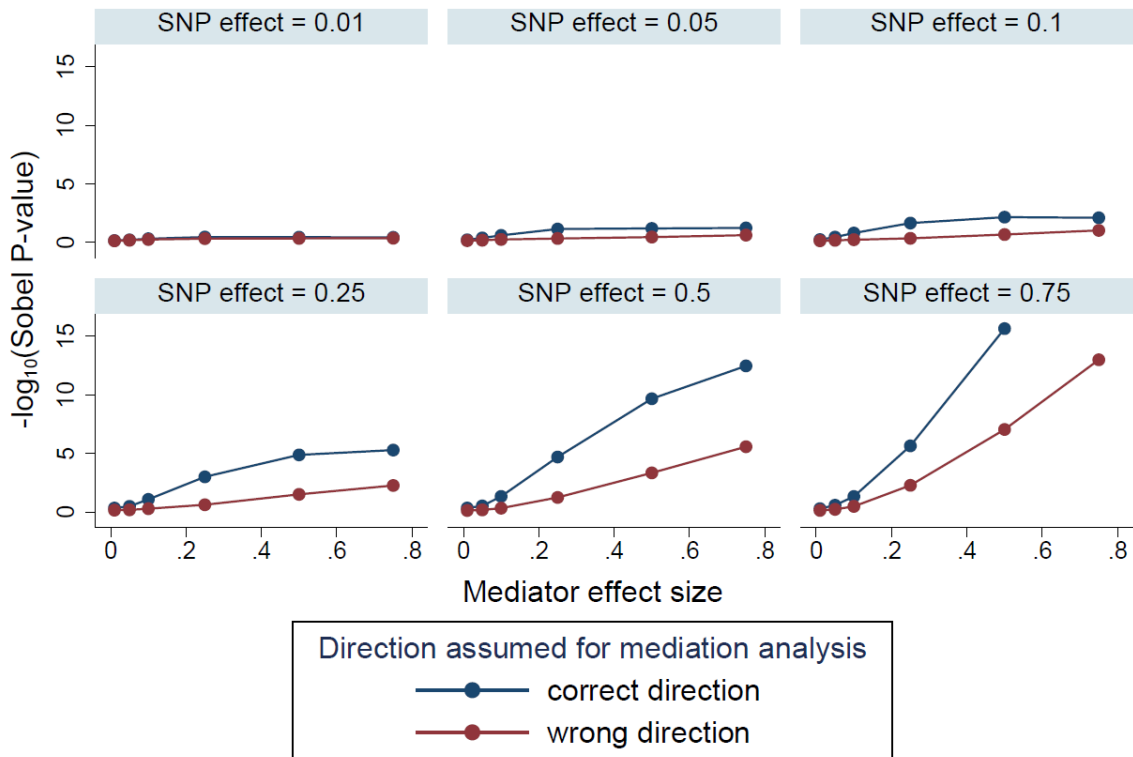 SNP effect = 0.01 SNP effect = 0.05 SNP effect = 0.1
15
10
5
0
SNP effect = 0.25 SNP effect = 0.5 SNP effect = 0.75
15
10
5
0
-log₁₀(Sobel P-value)
0 .2 .4 .6 .8 0 .2 .4 .6 .8 0 .2 .4 .6 .8
Mediator effect size
Direction assumed for mediation analysis
correct direction
wrong direction